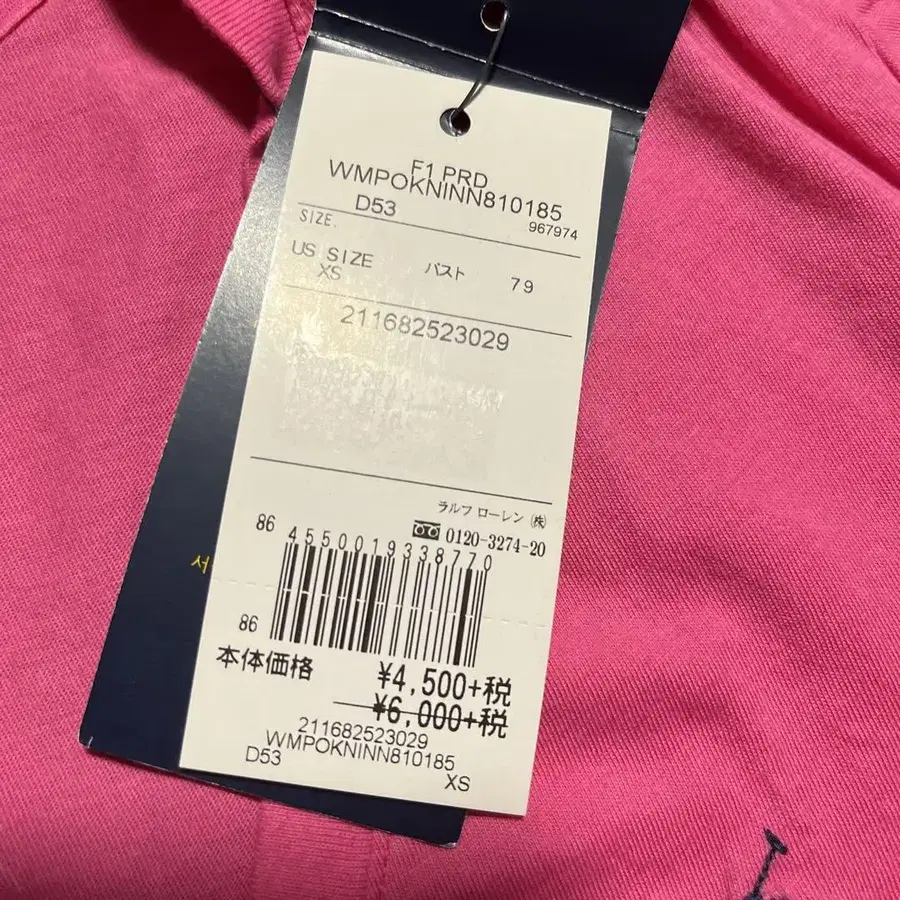 F1 PRD
WMPOKNINN810185
D53
967974
SIZE.
US SIZE バスト 79
XS
211682523029
ラルフ ローレン ㈱
0120-3274-20
86
4550019338770
86
本体価格 ¥4,500+税
¥6,000+税
211682523029
WMPOKNINN810185
D53
XS
서